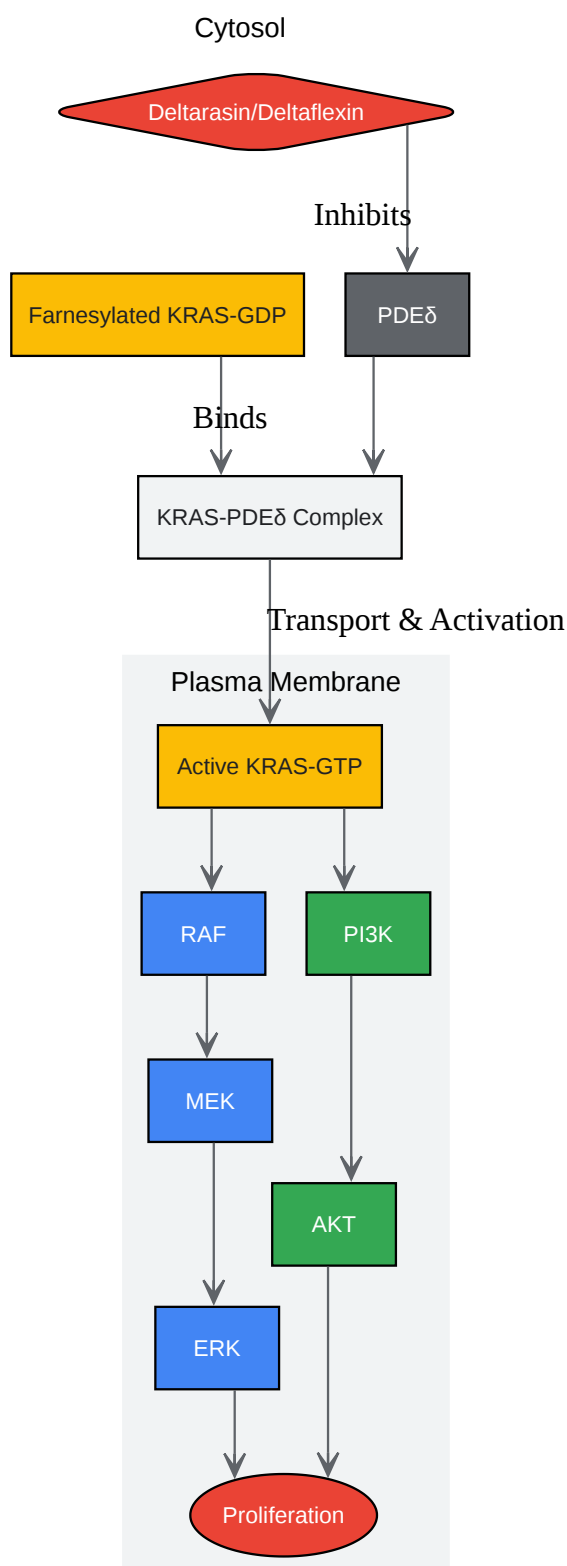 Cytosol
Deltarasin/Deltaflexin
Inhibits
Farnesylated KRAS-GDP
PDEδ
Binds
KRAS-PDEδ Complex
Transport & Activation
Plasma Membrane
Active KRAS-GTP
RAF
PI3K
MEK
AKT
ERK
Proliferation